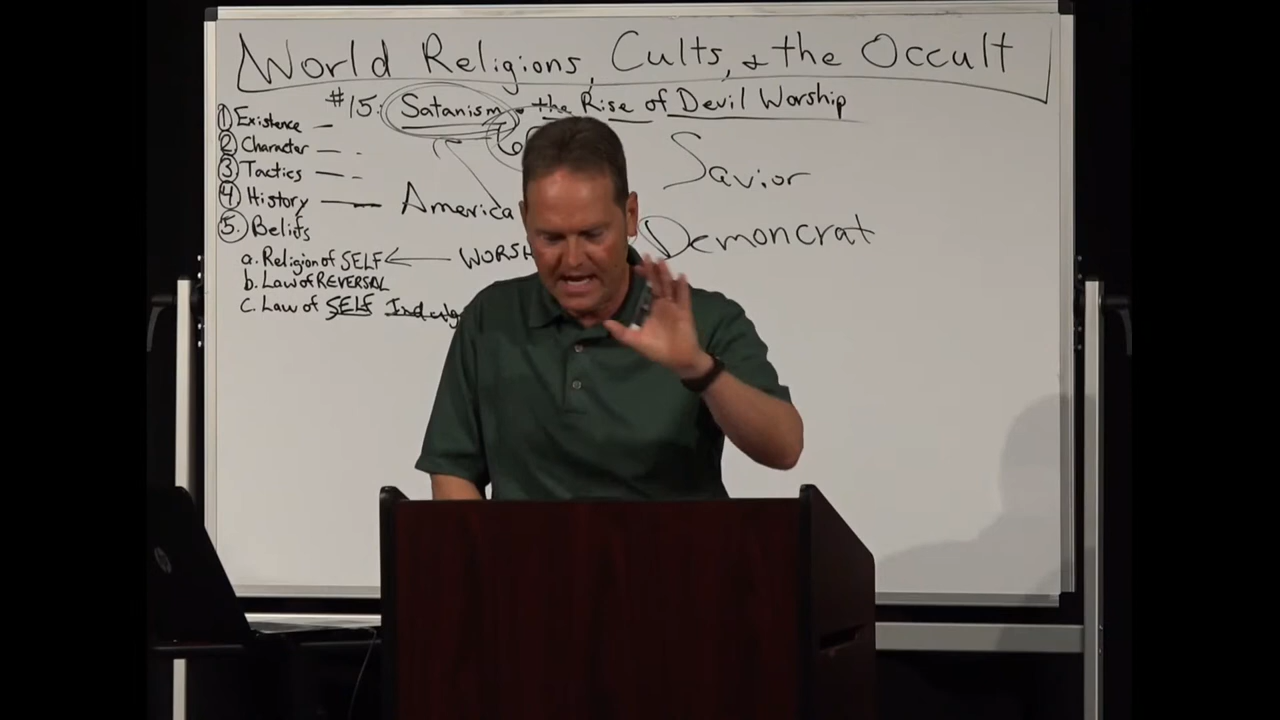 World Religions, Cults, & the Occult
#15: Satanism - the Rise of Devil Worship
① Existence —
② Character —
③ Tactics —
④ History —
America
Savior
Demoncrat
⑤ Beliefs
a. Religion of SELF ← WORSH
b. Law of REVERSAL
c. Law of SELF